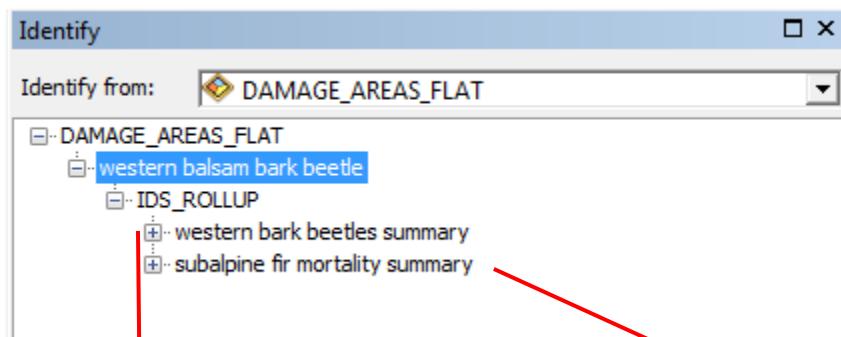 Identify
Identify from: DAMAGE_AREAS_FLAT
DAMAGE_AREAS_FLAT
western balsam bark beetle
IDS_ROLLUP
western bark beetles summary
subalpine fir mortality summary